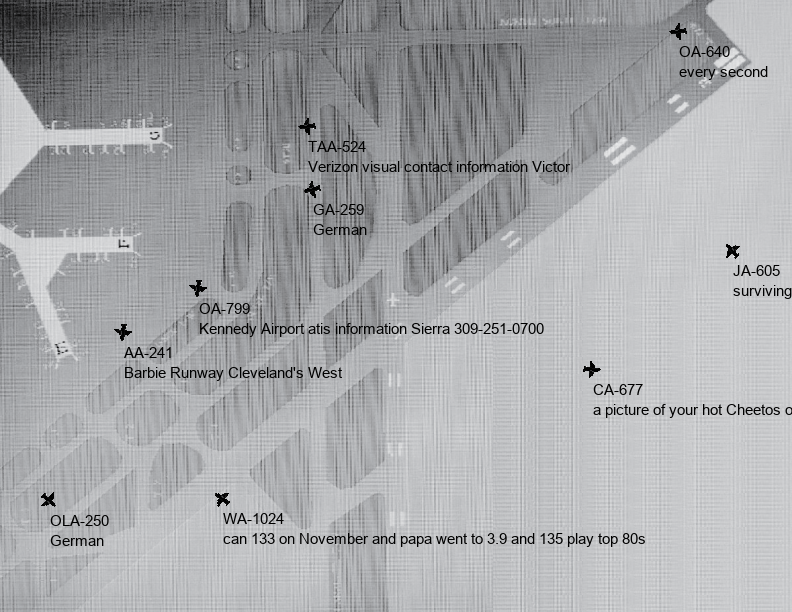 OA-640
every second
TAA-524
Verizon visual contact information Victor
GA-259
German
JA-605
surviving
OA-799
Kennedy Airport atis information Sierra 309-251-0700
AA-241
Barbie Runway Cleveland's West
CA-677
a picture of your hot Cheetos o
OLA-250
German
WA-1024
can 133 on November and papa went to 3.9 and 135 play top 80s